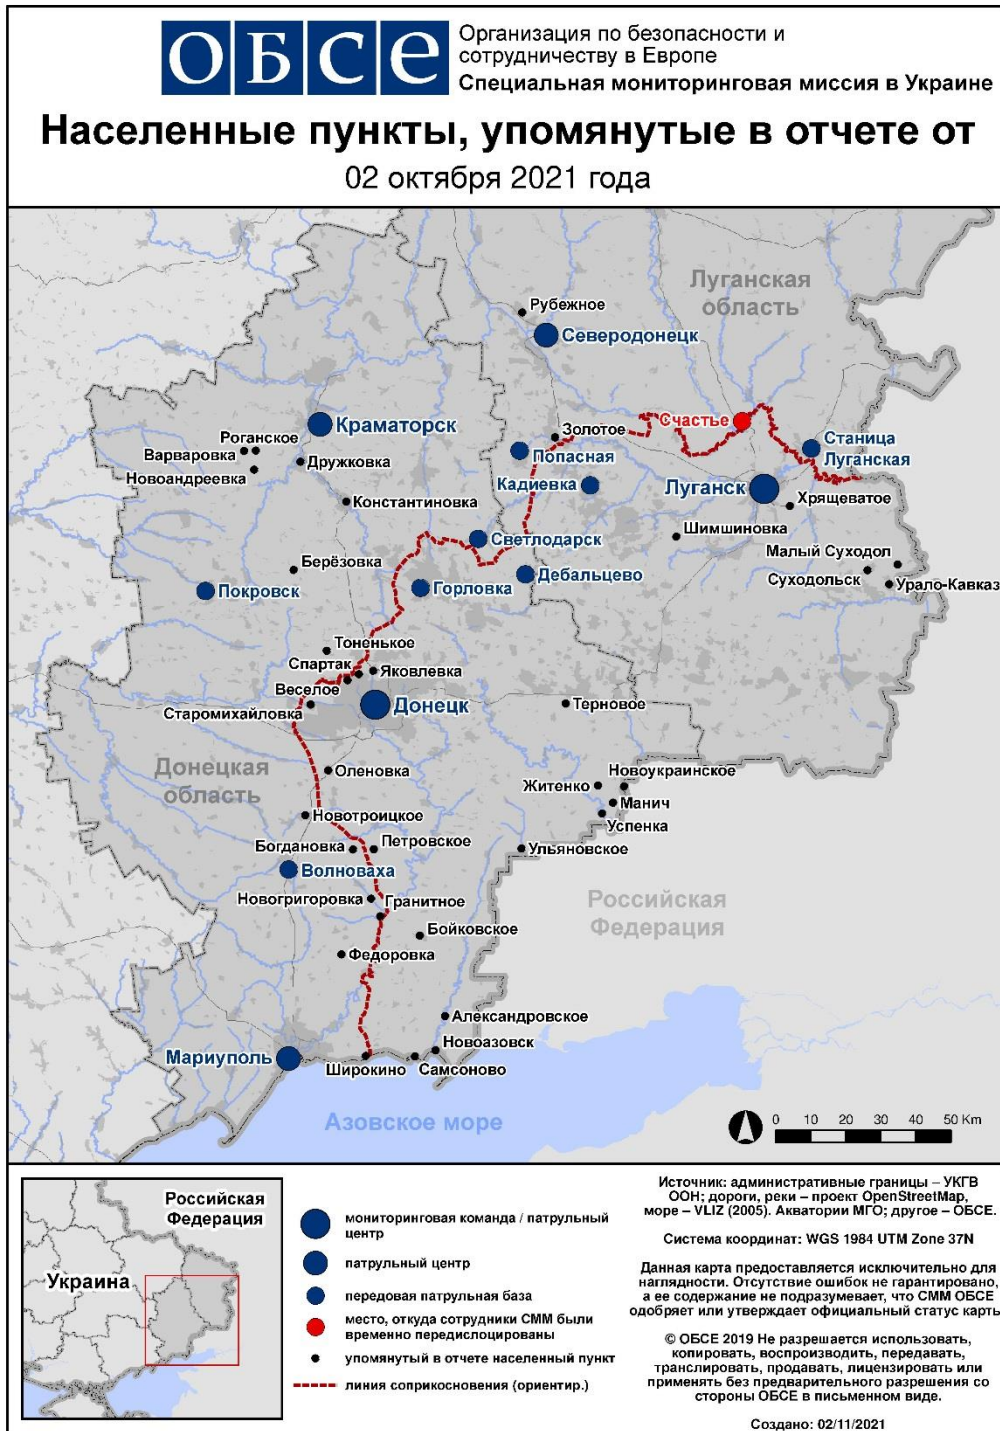 ОБСЕ
Организация по безопасности и
сотрудничеству в Европе
Специальная мониторинговая миссия в Украине
Населенные пункты, упомянутые в отчете от
02 октября 2021 года
Луганская
область
Рубежное
Северодонецк
Счастье
Краматорск
Золотое
Станица
Луганская
Роганское
Варваровка
Попасная
Дружковка
Новоандреевка
Кадиевка
Луганск
Константиновка
Хрящеватое
Шимшиновка
Светлодарск
Малый Суходол
Берёзовка
Дебальцево
Суходольск
Покровск
Горловка
Урало-Кавказ
Тоненькое
Спартак
Яковлевка
Веселое
Донецк
Терновое
Старомихайловка
Донецкая
область
Оленовка
Новоукраинское
Житенко
Манич
Новотроицкое
Успенка
Богдановка
Петровское
Ульяновское
Волноваха
Новогригоровка
Гранитное
Российская
Федерация
Бойковское
Федоровка
Александровское
Новоазовск
Мариуполь
Широкино
Самсоново
Азовское море
0 10 20 30 40 50 Km
Российская
Федерация
Украина
мониторинговая команда / патрульный
центр
патрульный центр
передовая патрульная база
место, откуда сотрудники СММ были
временно передислоцированы
упомянутый в отчете населенный пункт
линия соприкосновения (ориентир.)
Источник: административные границы – УКГВ
ООН; дороги, реки – проект OpenStreetMap,
море – VLIZ (2005). Акватории МГО; другое – ОБСЕ.
Система координат: WGS 1984 UTM Zone 37N
Данная карта предоставляется исключительно для
наглядности. Отсутствие ошибок не гарантировано,
а ее содержание не подразумевает, что СММ ОБСЕ
одобряет или утверждает официальный статус карты
© ОБСЕ 2019 Не разрешается использовать,
копировать, воспроизводить, передавать,
транслировать, продавать, лицензировать или
применять без предварительного разрешения со
стороны ОБСЕ в письменном виде.
Создано: 02/11/2021